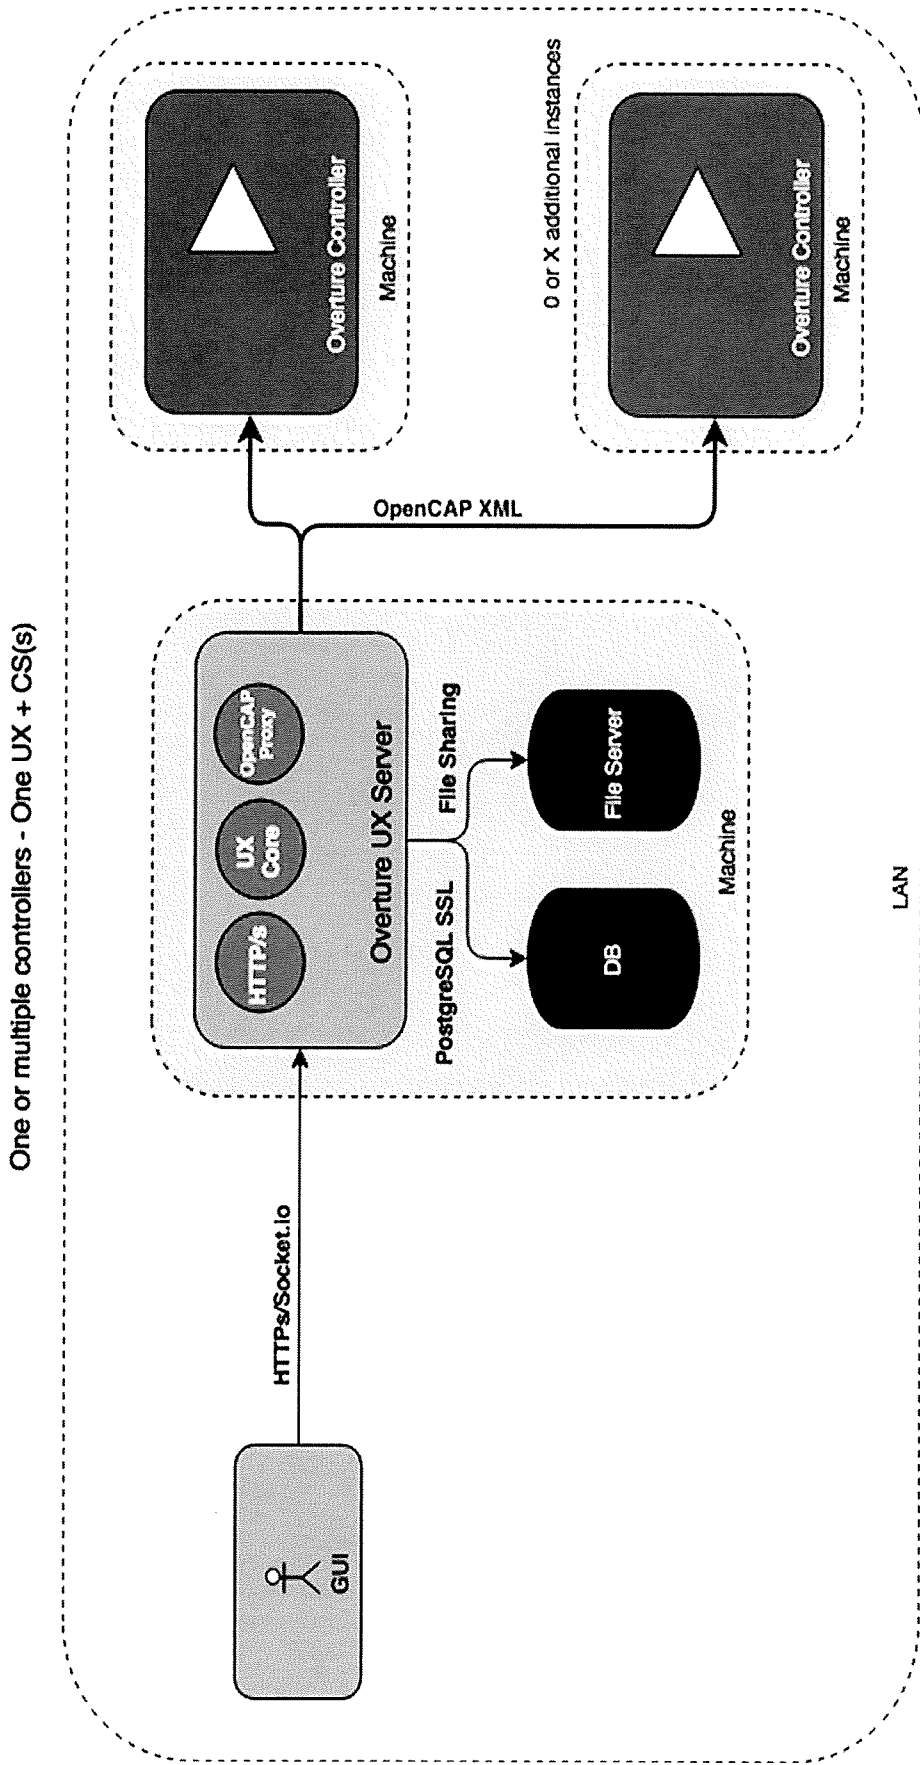 One or multiple controllers - One UX + CS(s)
GUI
HTTPs/Socket.io
HTTP/s
UX
Core
OpenCAP
Proxy
Overture UX Server
PostgreSQL SSL
File Sharing
DB
File Server
Machine
OpenCAP XML
Overture Controller
Machine
0 or X additional instances
Overture Controller
Machine
LAN